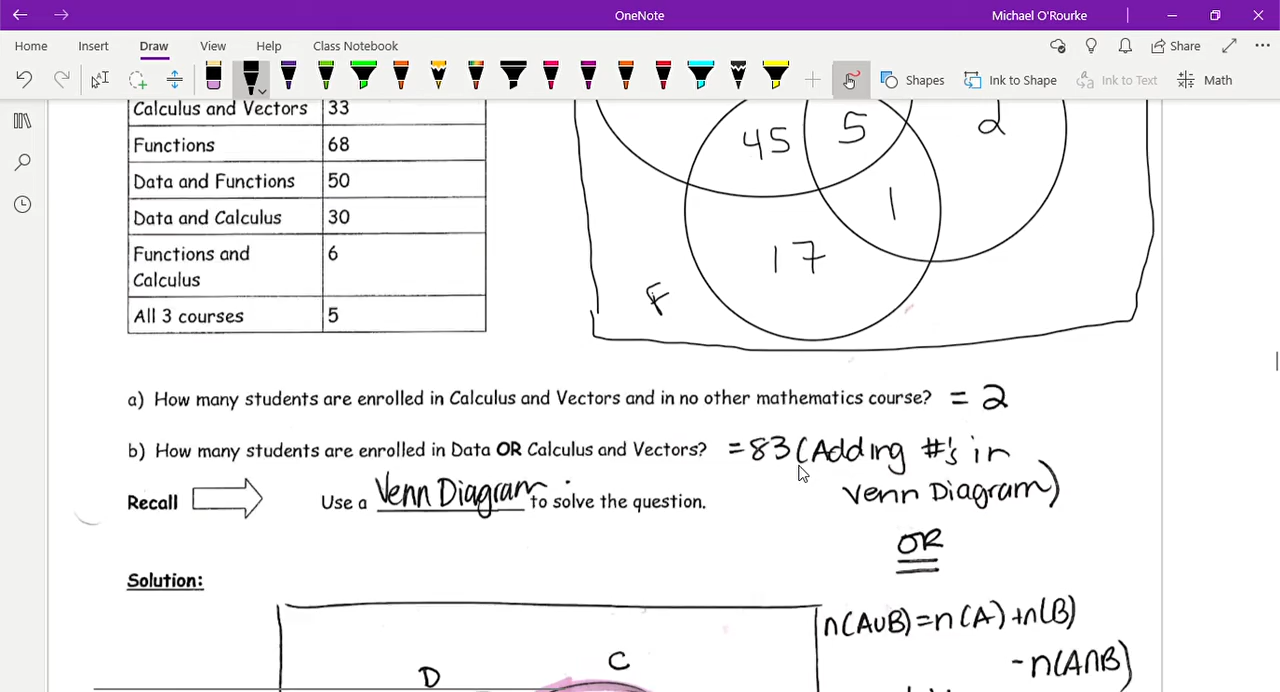 OneNote
Michael O'Rourke
Home Insert Draw View Help Class Notebook
Share
Shapes Ink to Shape Ink to Text Math
Calculus and Vectors 33
Functions 68
Data and Functions 50
Data and Calculus 30
Functions and 6
Calculus
All 3 courses 5
45 5 2
1
17
F
a) How many students are enrolled in Calculus and Vectors and in no other mathematics course? = 2
b) How many students are enrolled in Data OR Calculus and Vectors? = 83 (Adding #'s in
Venn Diagram)
Recall Use a Venn Diagram to solve the question.
OR
Solution:
n(AUB) = n(A) + n(B)
- n(A∩B)
D C